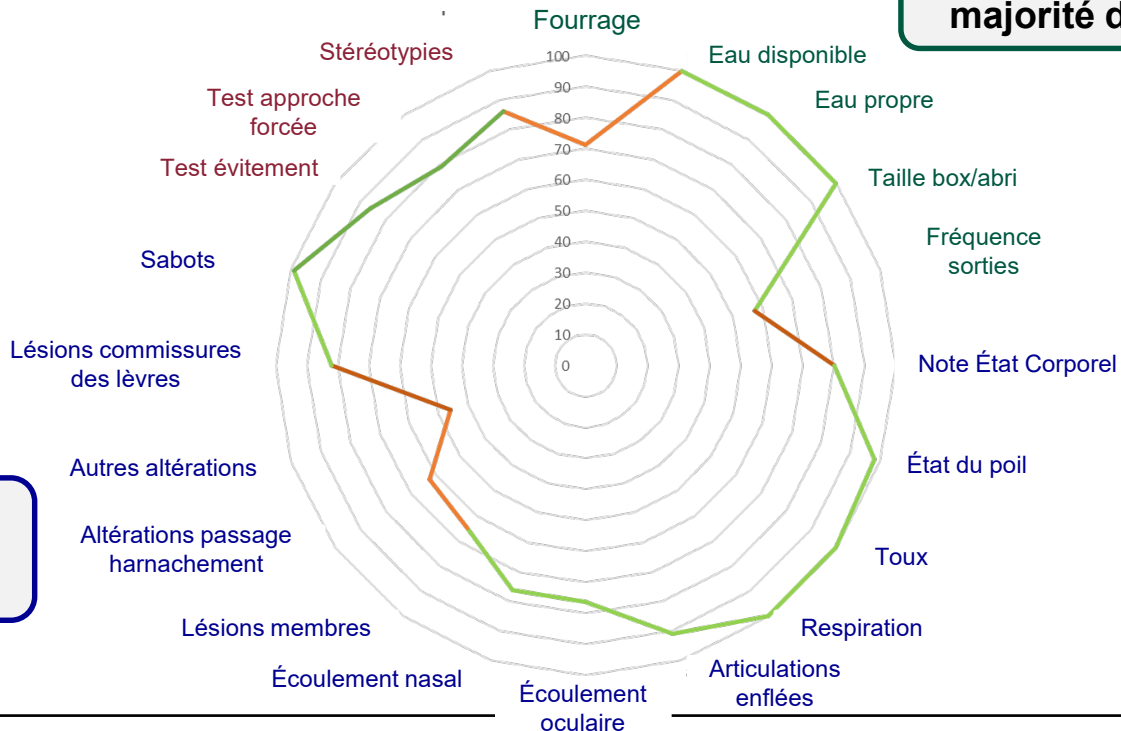 majorité d
Fourrage
Stéréotypies
Eau disponible
Test approche
forcée
Eau propre
Test évitement
Taille box/abri
Fréquence
sorties
Sabots
Lésions commissures
des lèvres
Note État Corporel
Autres altérations
État du poil
Altérations passage
harnachement
Toux
Lésions membres
Respiration
Écoulement nasal
Articulations
enflées
Écoulement
oculaire
100
90
80
70
60
50
40
30
20
10
0